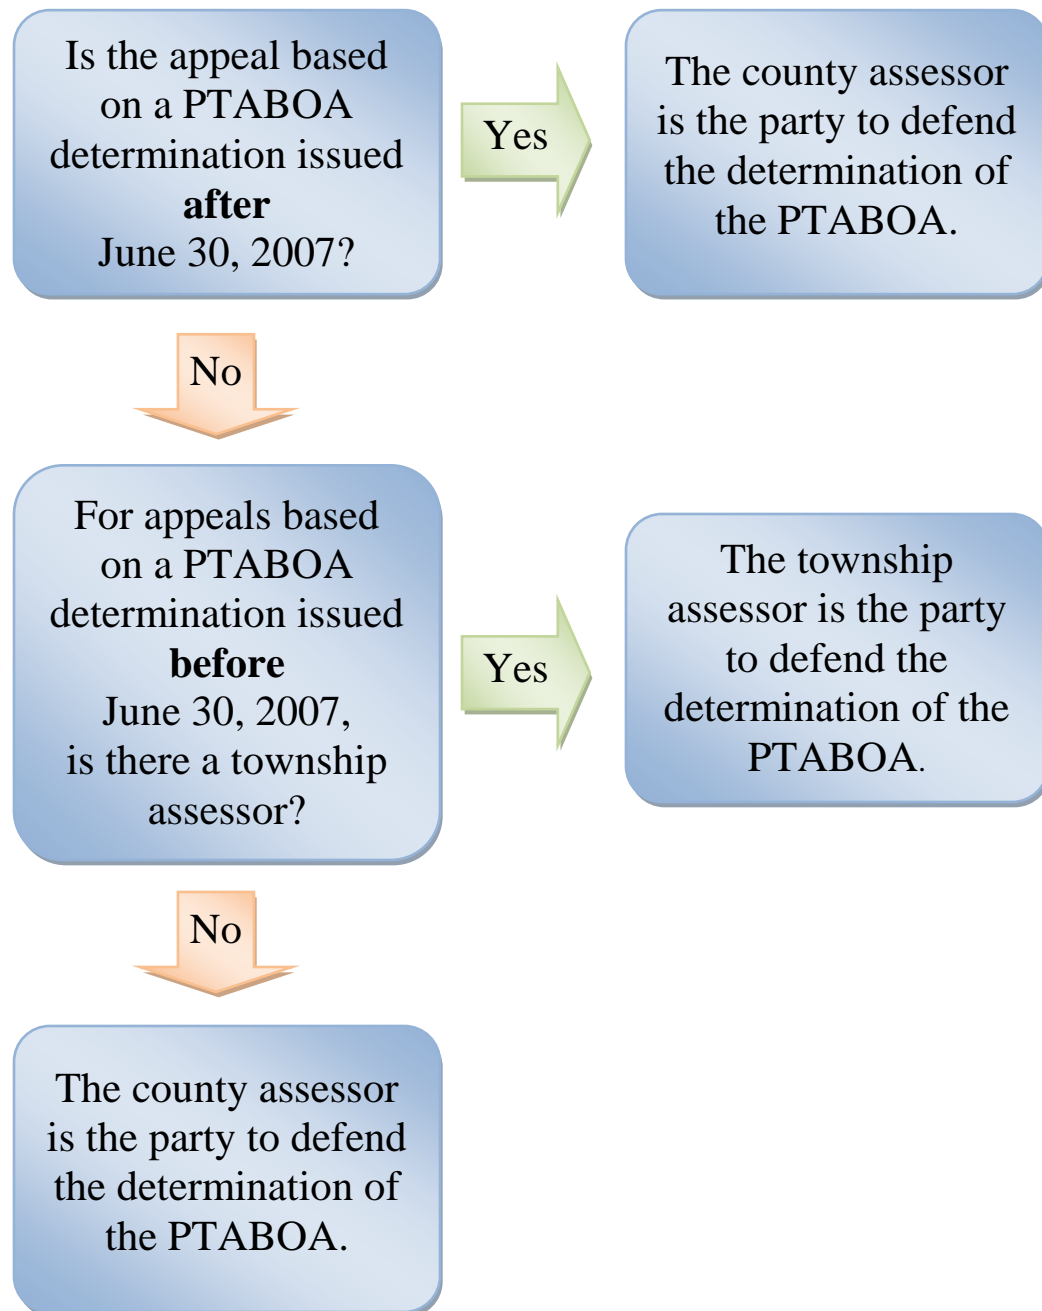 Is the appeal based
on a PTABOA
determination issued
after
June 30, 2007?
Yes
The county assessor
is the party to defend
the determination of
the PTABOA.
No
For appeals based
on a PTABOA
determination issued
before
June 30, 2007,
is there a township
assessor?
Yes
The township
assessor is the party
to defend the
determination of the
PTABOA.
No
The county assessor
is the party to defend
the determination of
the PTABOA.